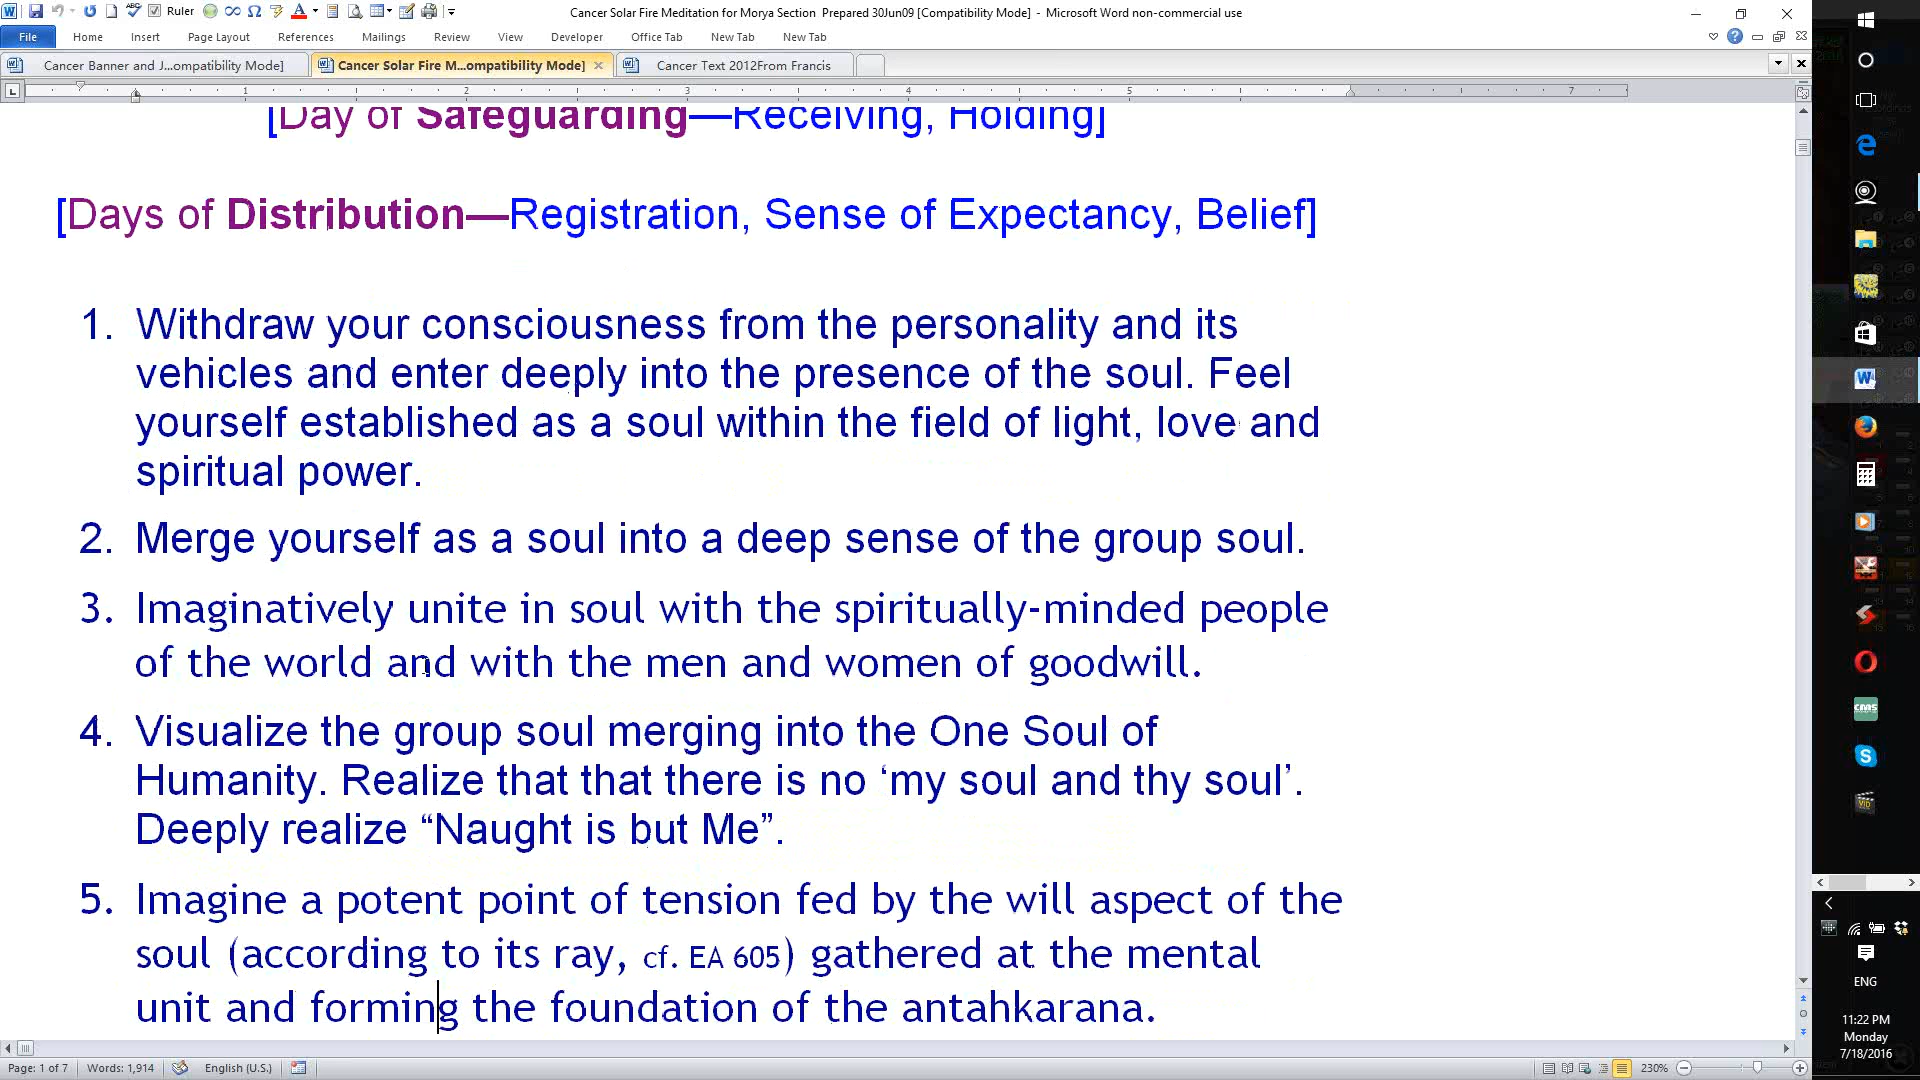 Cancer Solar Fire Meditation for Morya Section  Prepared 30Jun09 [Compatibility Mode]  -  Microsoft Word non-commercial use
Ruler
File Home Insert Page Layout References Mailings Review View Developer Office Tab New Tab New Tab
Cancer Banner and J...ompatibility Mode] Cancer Solar Fire M...ompatibility Mode] Cancer Text 2012From Francis
1 2 3 4 5 7
[Day of Safeguarding—Receiving, Holding]
[Days of Distribution—Registration, Sense of Expectancy, Belief]
1. Withdraw your consciousness from the personality and its
vehicles and enter deeply into the presence of the soul. Feel
yourself established as a soul within the field of light, love and
spiritual power.
2. Merge yourself as a soul into a deep sense of the group soul.
3. Imaginatively unite in soul with the spiritually-minded people
of the world and with the men and women of goodwill.
4. Visualize the group soul merging into the One Soul of
Humanity. Realize that that there is no ‘my soul and thy soul’.
Deeply realize “Naught is but Me”.
5. Imagine a potent point of tension fed by the will aspect of the
soul (according to its ray, cf. EA 605) gathered at the mental
unit and forming the foundation of the antahkarana.
Page: 1 of 7 Words: 1,914 English (U.S.) 230%
ENG
11:22 PM
Monday
7/18/2016